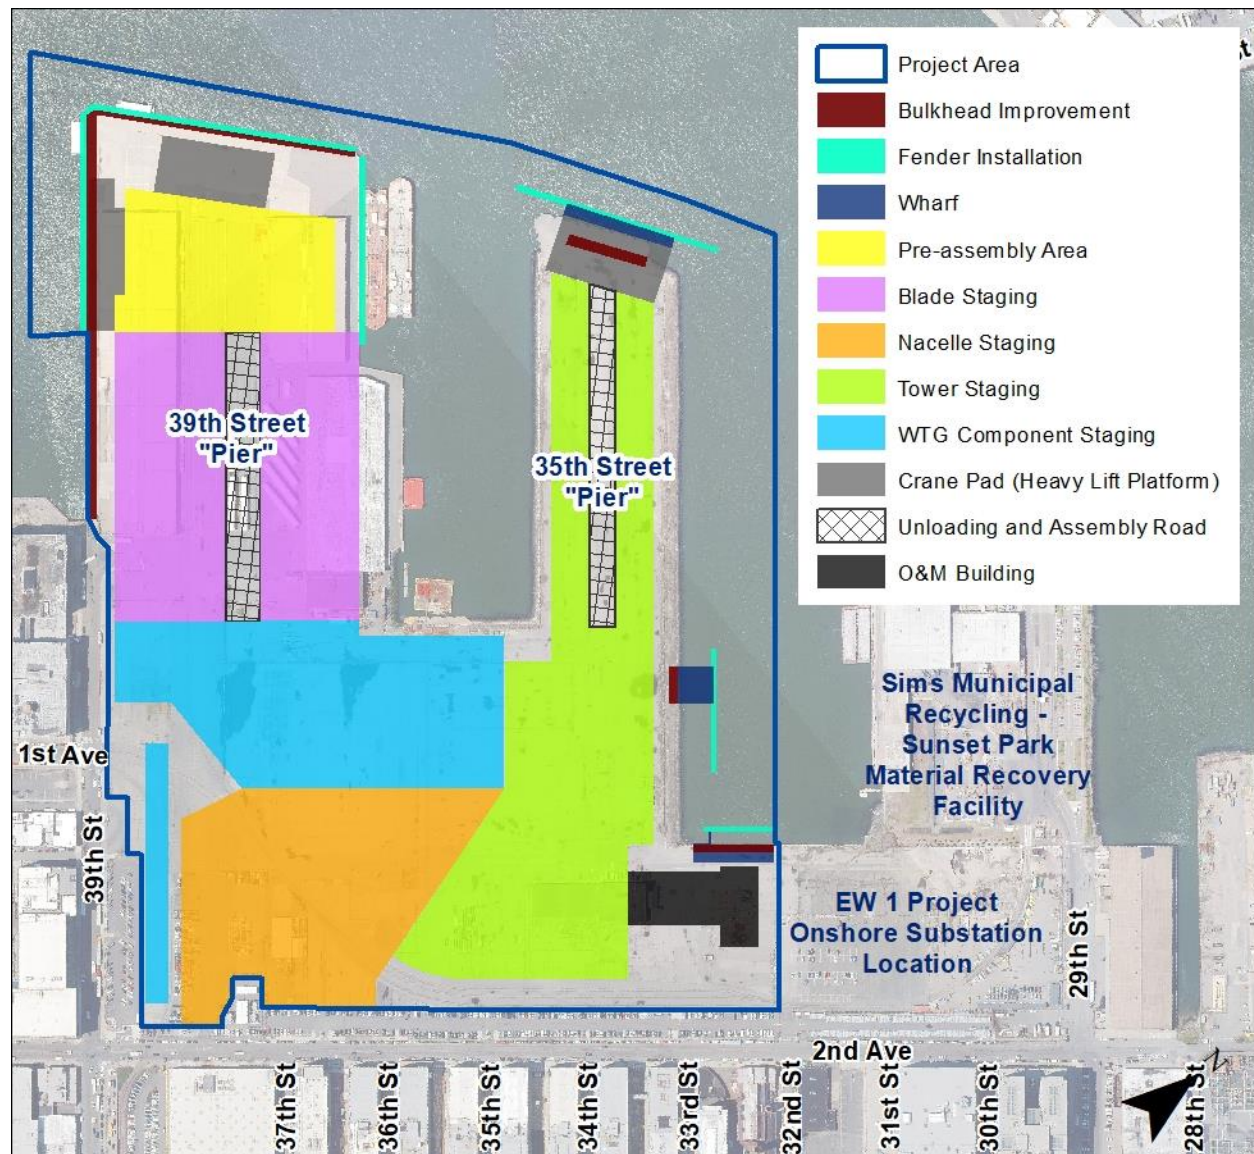 st
Project Area
Bulkhead Improvement
Fender Installation
Wharf
Pre-assembly Area
Blade Staging
Nacelle Staging
Tower Staging
WTG Component Staging
Crane Pad (Heavy Lift Platform)
Unloading and Assembly Road
O&M Building
39th Street
"Pier"
35th Street
"Pier"
Sims Municipal
Recycling -
Sunset Park
Material Recovery
Facility
1st Ave
39th St
EW 1 Project
Onshore Substation
Location
29th St
2nd Ave
37th St
36th St
35th St
34th St
33rd St
32nd St
31st St
30th St
28th St
N